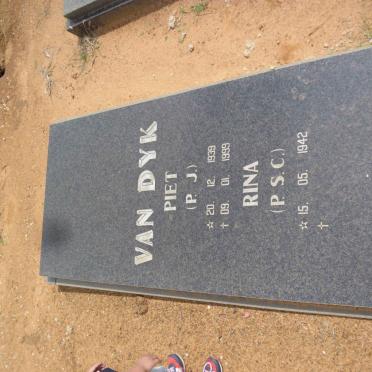 VAN DYK
PIET
(P. J.)
☆ 20. 12. 1939
† 09. 01. 1999
RINA
(P. S. C.)
☆ 15. 05. 1942
†